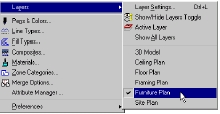 Layers
Pens & Colors...
Line Types...
Fill Types...
Composites...
Materials...
Zone Categories...
Merge Options...
Attribute Manager...
Preferences
Layer Settings... Ctrl+L
Show/Hide Layers Toggle
Active Layer
Show All Layers
3D Model
Ceiling Plan
Floor Plan
Framing Plan
Furniture Plan
Site Plan